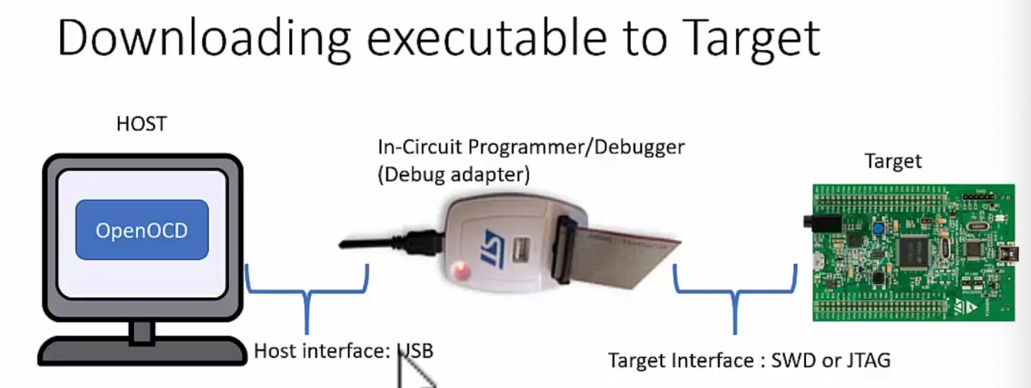 Downloading executable to Target
HOST
In-Circuit Programmer/Debugger
(Debug adapter)
Target
OpenOCD
Host interface: USB
Target Interface : SWD or JTAG